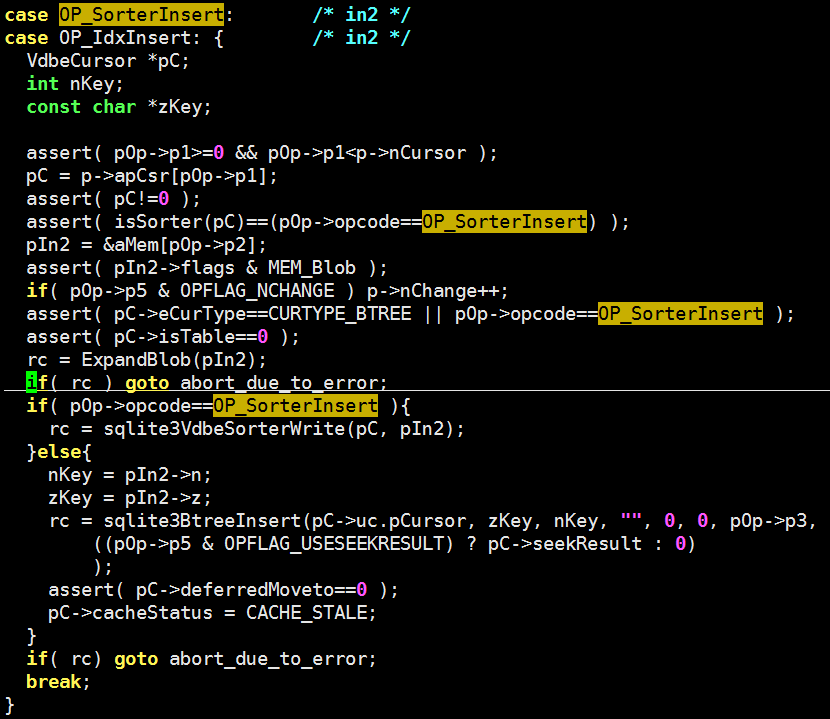 case OP_SorterInsert:       /* in2 */
case OP_IdxInsert: {        /* in2 */
  VdbeCursor *pC;
  int nKey;
  const char *zKey;

  assert( pOp->p1>=0 && pOp->p1<p->nCursor );
  pC = p->apCsr[pOp->p1];
  assert( pC!=0 );
  assert( isSorter(pC)==(pOp->opcode==OP_SorterInsert) );
  pIn2 = &aMem[pOp->p2];
  assert( pIn2->flags & MEM_Blob );
  if( pOp->p5 & OPFLAG_NCHANGE ) p->nChange++;
  assert( pC->eCurType==CURTYPE_BTREE || pOp->opcode==OP_SorterInsert );
  assert( pC->isTable==0 );
  rc = ExpandBlob(pIn2);
  if( rc ) goto abort_due_to_error;
  if( pOp->opcode==OP_SorterInsert ){
    rc = sqlite3VdbeSorterWrite(pC, pIn2);
  }else{
    nKey = pIn2->n;
    zKey = pIn2->z;
    rc = sqlite3BtreeInsert(pC->uc.pCursor, zKey, nKey, "", 0, 0, pOp->p3,
        ((pOp->p5 & OPFLAG_USESEEKRESULT) ? pC->seekResult : 0)
        );
    assert( pC->deferredMoveto==0 );
    pC->cacheStatus = CACHE_STALE;
  }
  if( rc) goto abort_due_to_error;
  break;
}